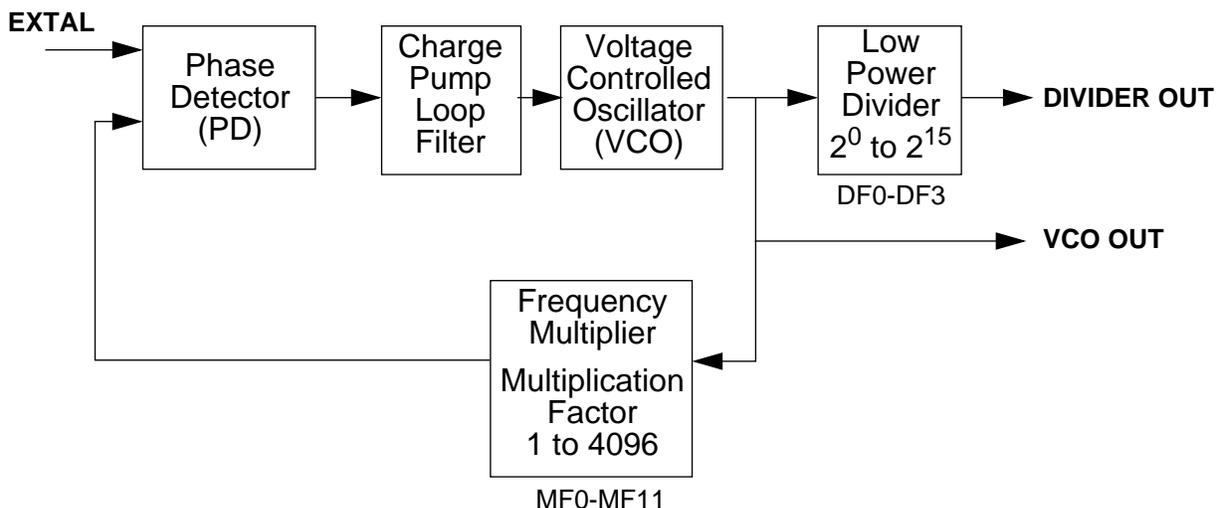 EXTAL
Phase
Detector
(PD)
Charge
Pump
Loop
Filter
Voltage
Controlled
Oscillator
(VCO)
Low
Power
Divider
2⁰ to 2¹⁵
DF0-DF3
DIVIDER OUT
VCO OUT
Frequency
Multiplier
Multiplication
Factor
1 to 4096
MF0-MF11